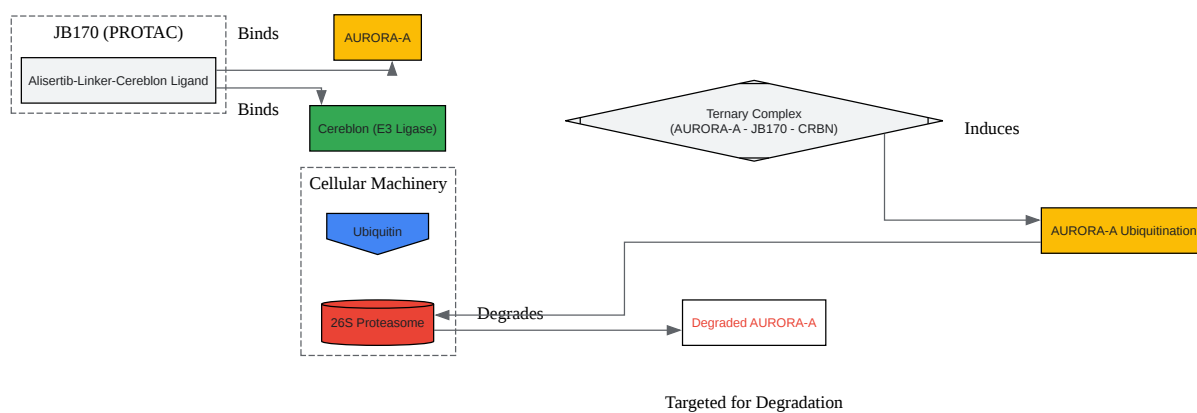 JB170 (PROTAC)
Binds
AURORA-A
Alisertib-Linker-Cereblon Ligand
Binds
Cereblon (E3 Ligase)
Ternary Complex
(AURORA-A - JB170 - CRBN)
Induces
Cellular Machinery
Ubiquitin
AURORA-A Ubiquitination
26S Proteasome
Degrades
Degraded AURORA-A
Targeted for Degradation